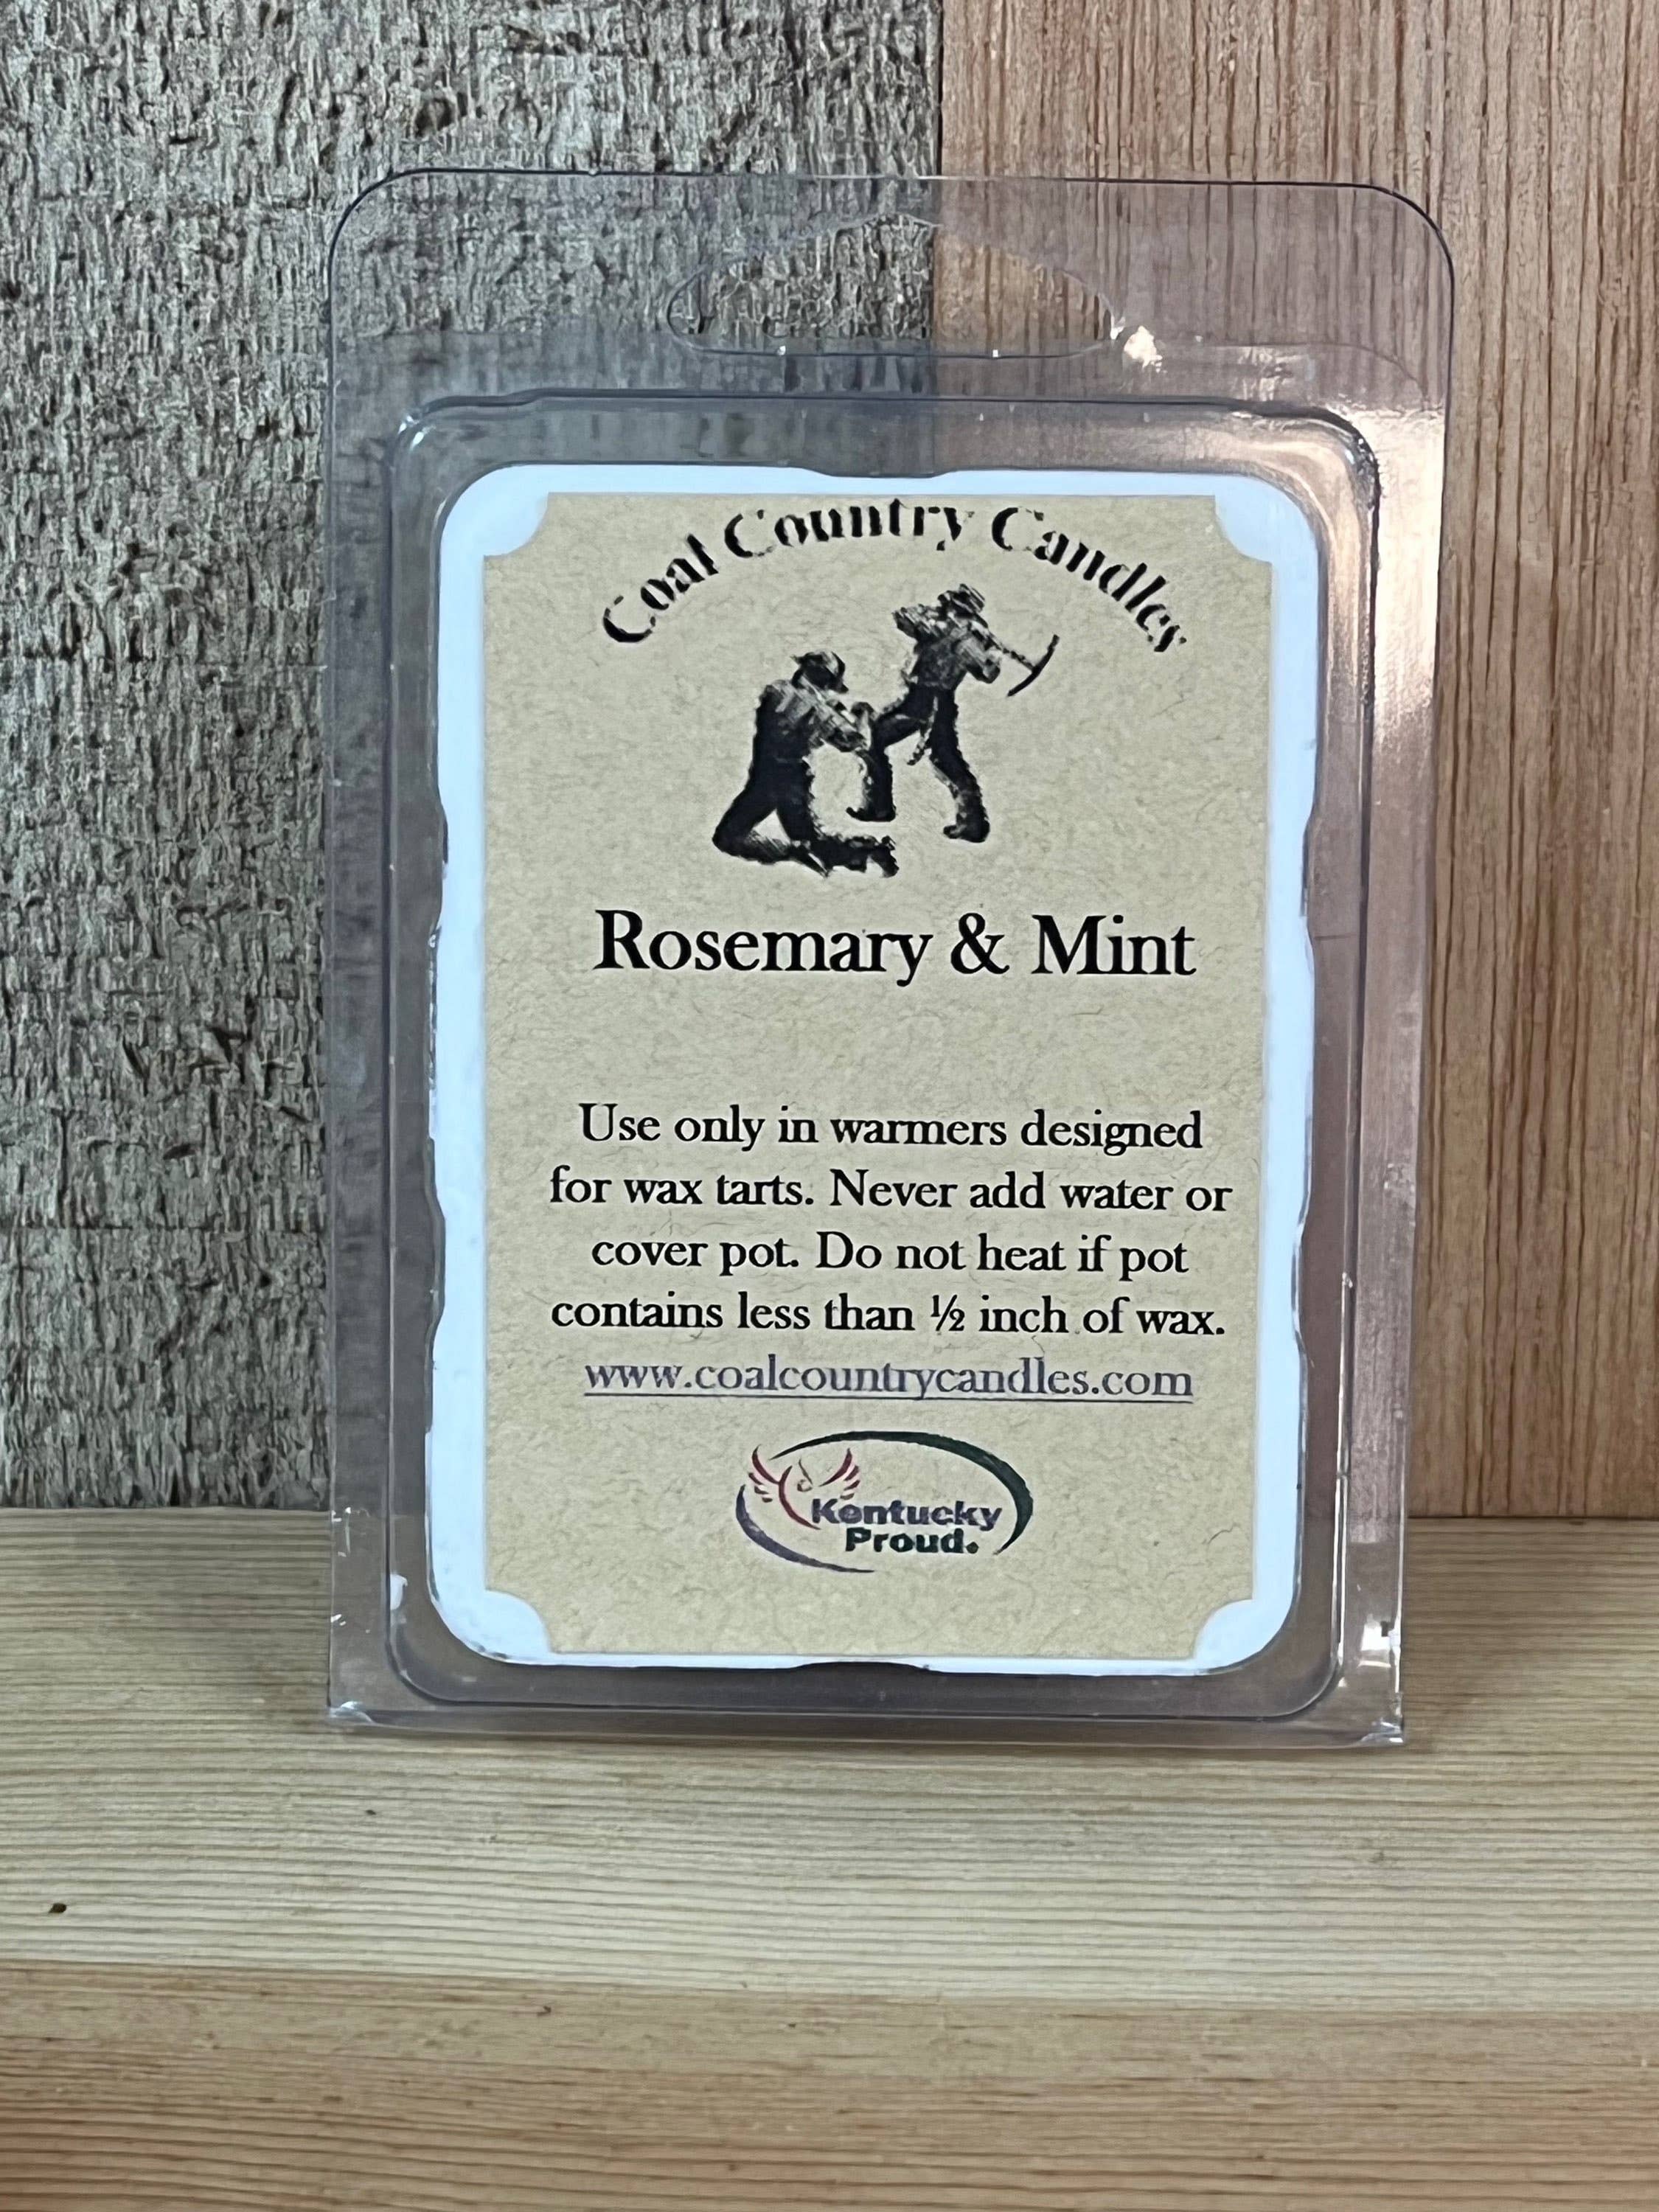 Coal Country Candles
Rosemary & Mint
Use only in warmers designed
for wax tarts. Never add water or
cover pot. Do not heat if pot
contains less than ½ inch of wax.
www.coalcountrycandles.com
Kentucky
Proud.